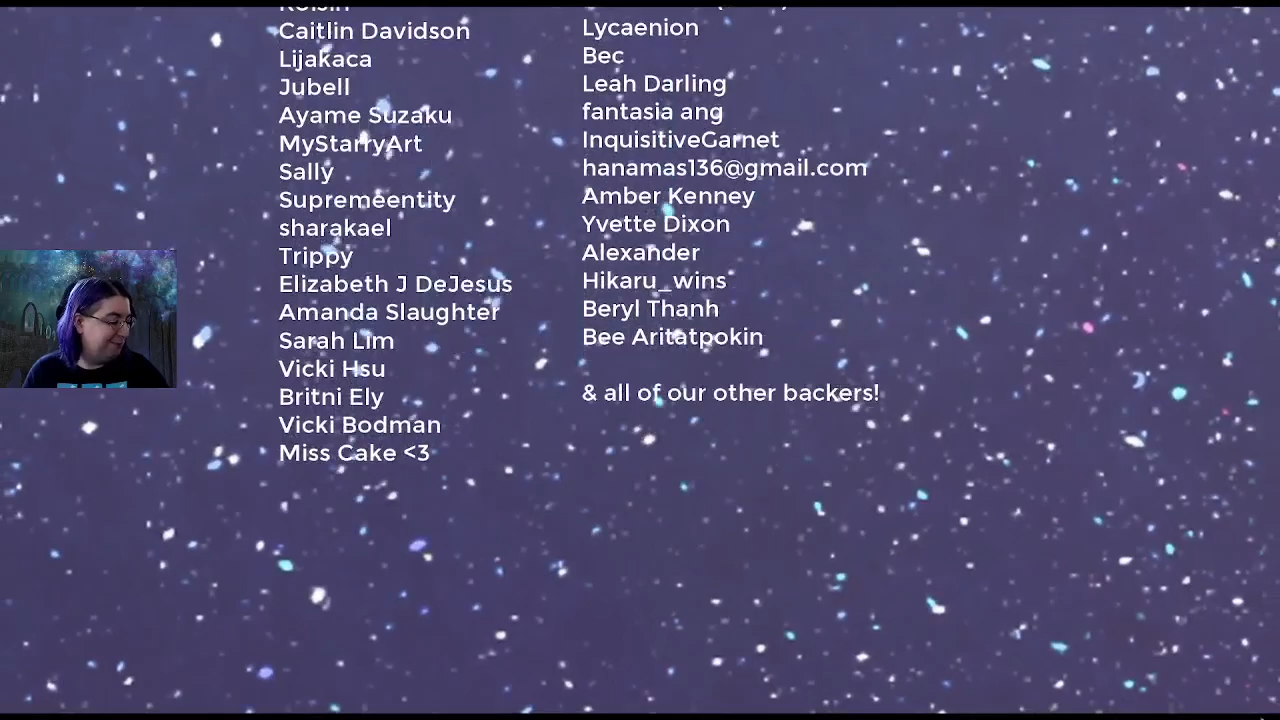 Caitlin Davidson
Lijakaca
Jubell
Ayame Suzaku
MyStarryArt
Sally
Supremeentity
sharakael
Trippy
Elizabeth J DeJesus
Amanda Slaughter
Sarah Lim
Vicki Hsu
Britni Ely
Vicki Bodman
Miss Cake <3
Lycaenion
Bec
Leah Darling
fantasia ang
InquisitiveGarnet
hanamas136@gmail.com
Amber Kenney
Yvette Dixon
Alexander
Hikaru_wins
Beryl Thanh
Bee Aritatpokin
& all of our other backers!